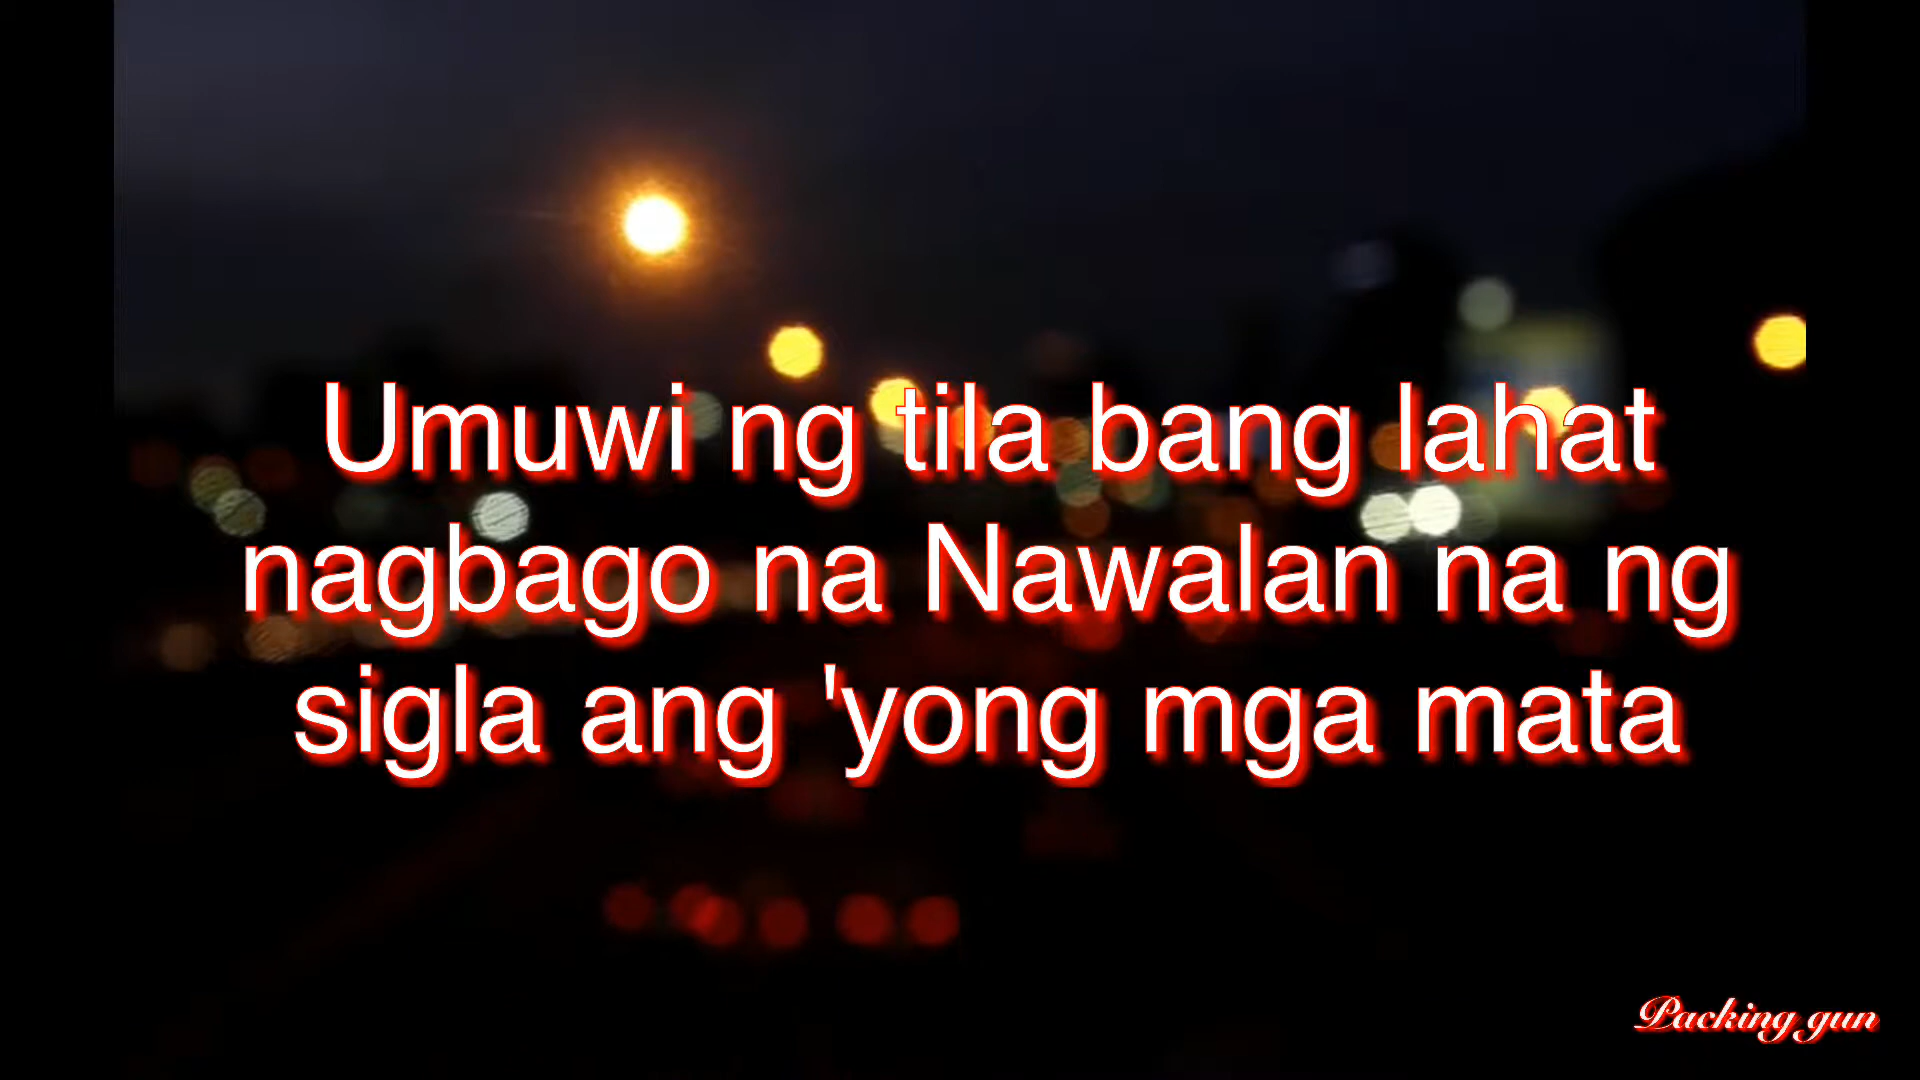 Umuwi ng tila bang lahat
nagbago na Nawalan na ng
sigla ang 'yong mga mata
Packing gun